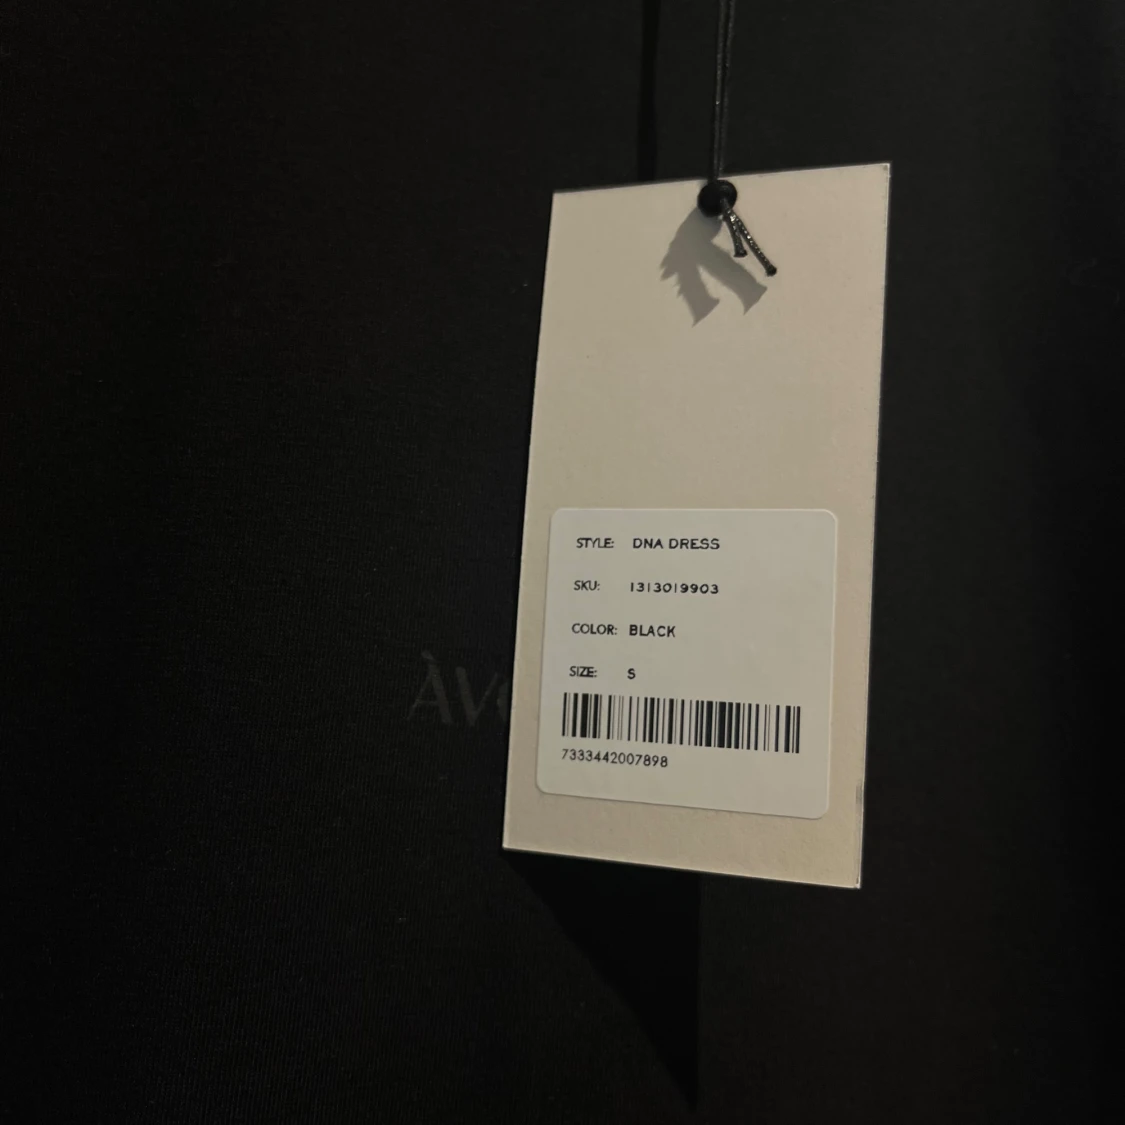 STYLE: DNA DRESS
SKU: 1313019903
COLOR: BLACK
SIZE: S
7333442007898